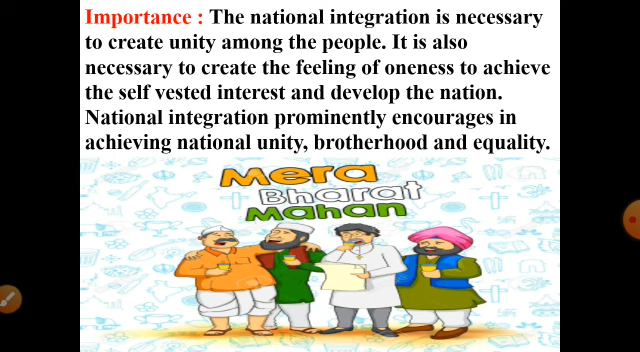 Importance : The national integration is necessary
to create unity among the people. It is also
necessary to create the feeling of oneness to achieve
the self vested interest and develop the nation.
National integration prominently encourages in
achieving national unity, brotherhood and equality.
Mera
Bharat
Mahan